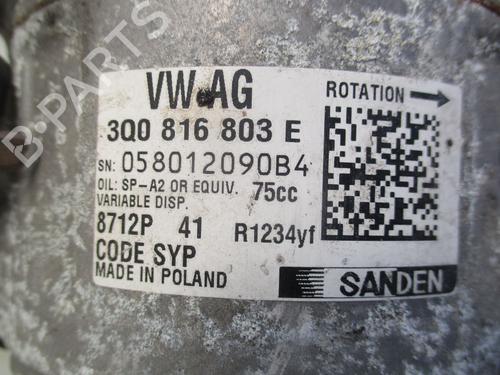 VW AG
ROTATION
3Q0 816 803 E
SN: 058012090B4
OIL: SP-A2 OR EQUIV. 75cc
VARIABLE DISP.
8712P 41 R1234yf
CODE SYP
MADE IN POLAND
SANDEN
B-PARTS